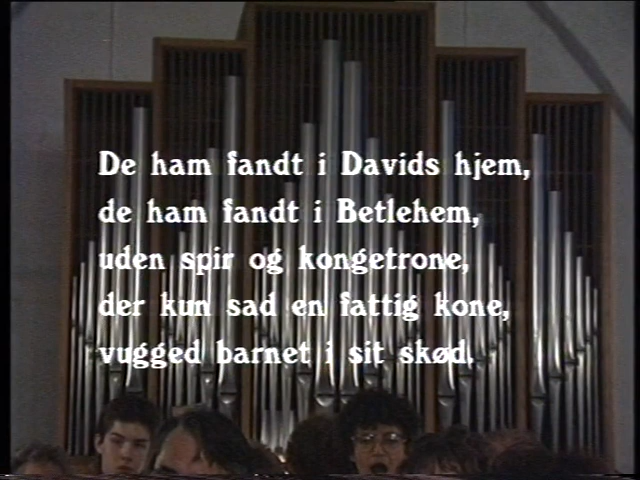 De ham fandt i Davids hjem,
de ham fandt i Betlehem,
uden spir og kongetrone,
der kun sad en fattig kone,
vugged barnet i sit skød.